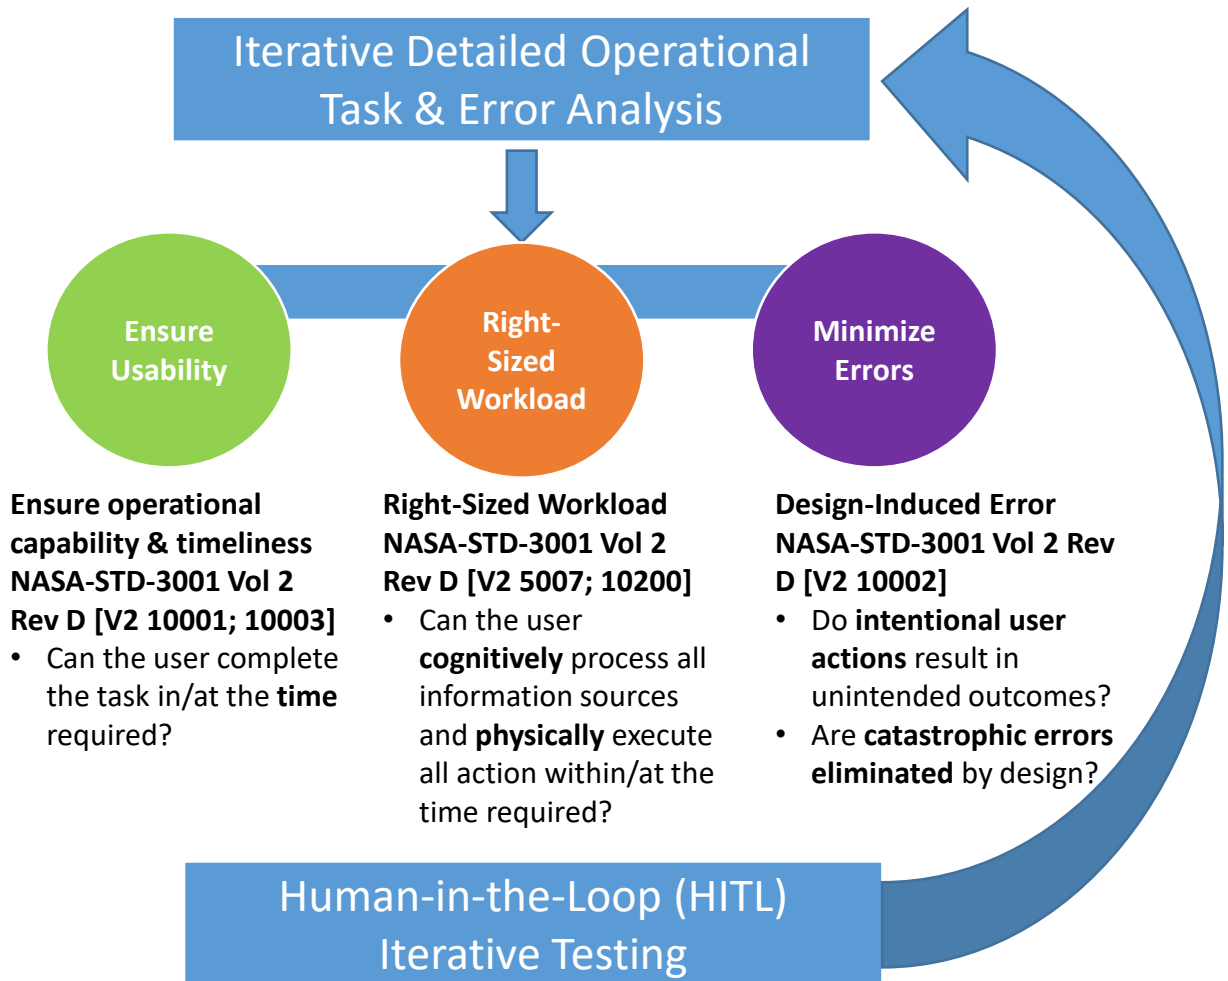 Iterative Detailed Operational
Task & Error Analysis
Ensure
Usability
Right-
Sized
Workload
Minimize
Errors
Ensure operational
capability & timeliness
NASA-STD-3001 Vol 2
Rev D [V2 10001; 10003]
• Can the user complete
the task in/at the time
required?
Right-Sized Workload
NASA-STD-3001 Vol 2
Rev D [V2 5007; 10200]
• Can the user
cognitively process all
information sources
and physically execute
all action within/at the
time required?
Design-Induced Error
NASA-STD-3001 Vol 2 Rev
D [V2 10002]
• Do intentional user
actions result in
unintended outcomes?
• Are catastrophic errors
eliminated by design?
Human-in-the-Loop (HITL)
Iterative Testing